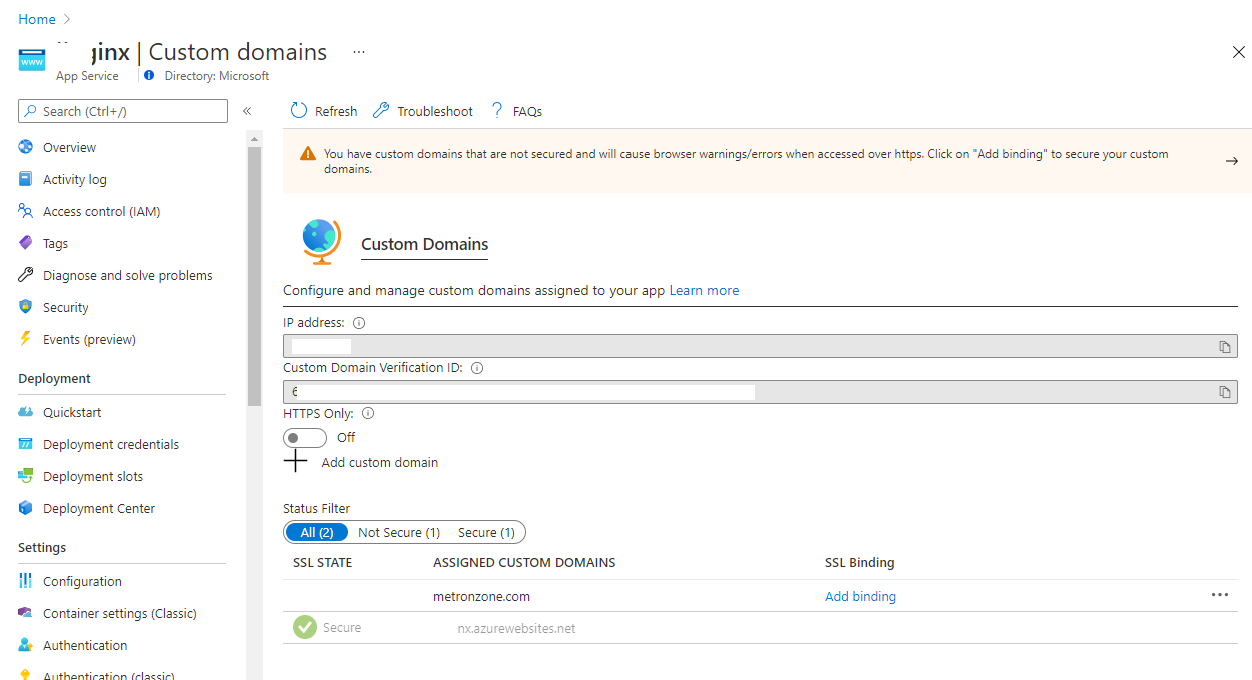 Home
ginx | Custom domains ...
App Service Directory: Microsoft
Search (Ctrl+/)
Refresh Troubleshoot FAQs
Overview
Activity log
Access control (IAM)
Tags
Diagnose and solve problems
Security
Events (preview)
Deployment
Quickstart
Deployment credentials
Deployment slots
Deployment Center
Settings
Configuration
Container settings (Classic)
Authentication
Authentication (classic)
You have custom domains that are not secured and will cause browser warnings/errors when accessed over https. Click on "Add binding" to secure your custom
domains.
Custom Domains
Configure and manage custom domains assigned to your app Learn more
IP address:
Custom Domain Verification ID:
6
HTTPS Only:
Off
Add custom domain
Status Filter
All (2) Not Secure (1) Secure (1)
SSL STATE ASSIGNED CUSTOM DOMAINS SSL Binding
metronzone.com Add binding ...
Secure nx.azurewebsites.net